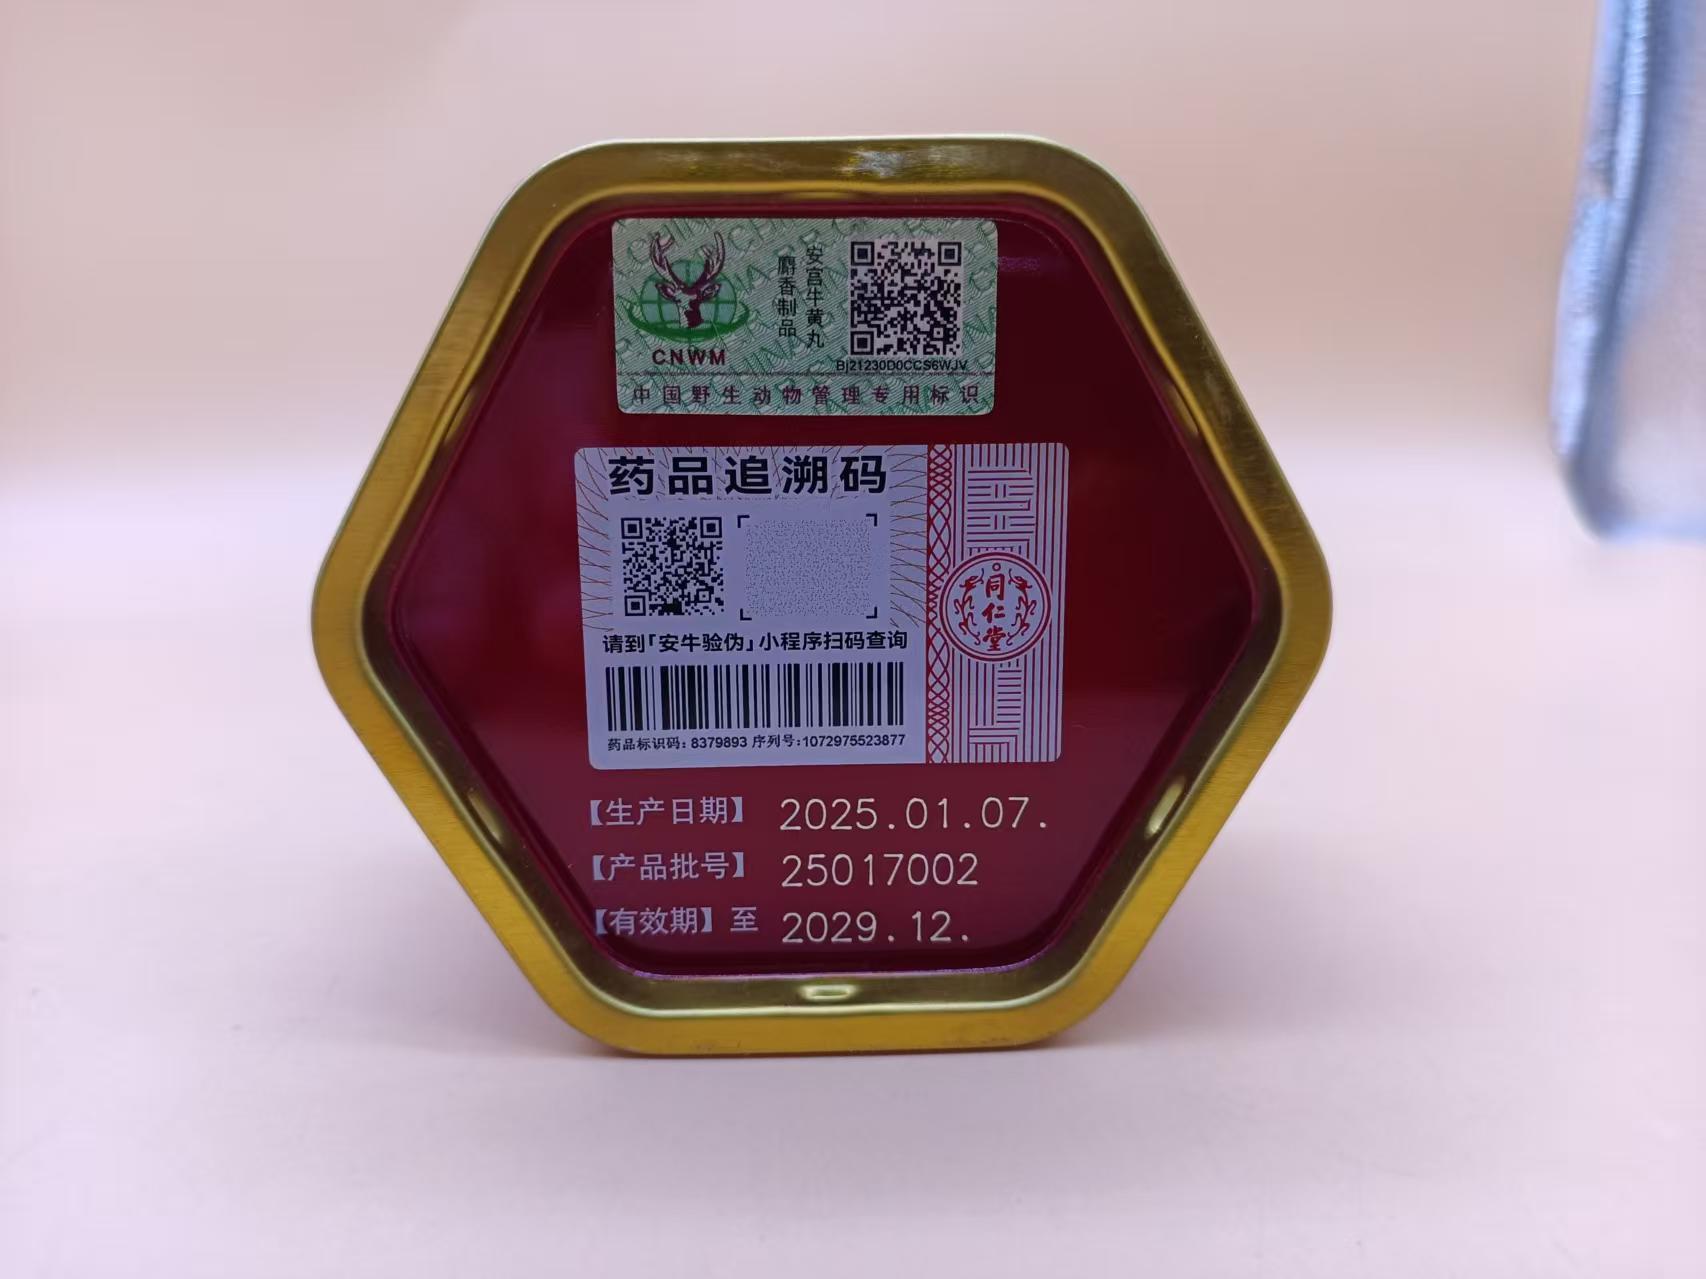 安宫牛黄丸
麝香制品
CNWM
Bj21230D0CCS6WJV
中国野生动物管理专用标识
药品追溯码
请到「安牛验伪」小程序扫码查询
药品标识码：8379893 序列号：1072975523877
同仁堂
【生产日期】 2025.01.07.
【产品批号】 25017002
【有效期】至 2029.12.